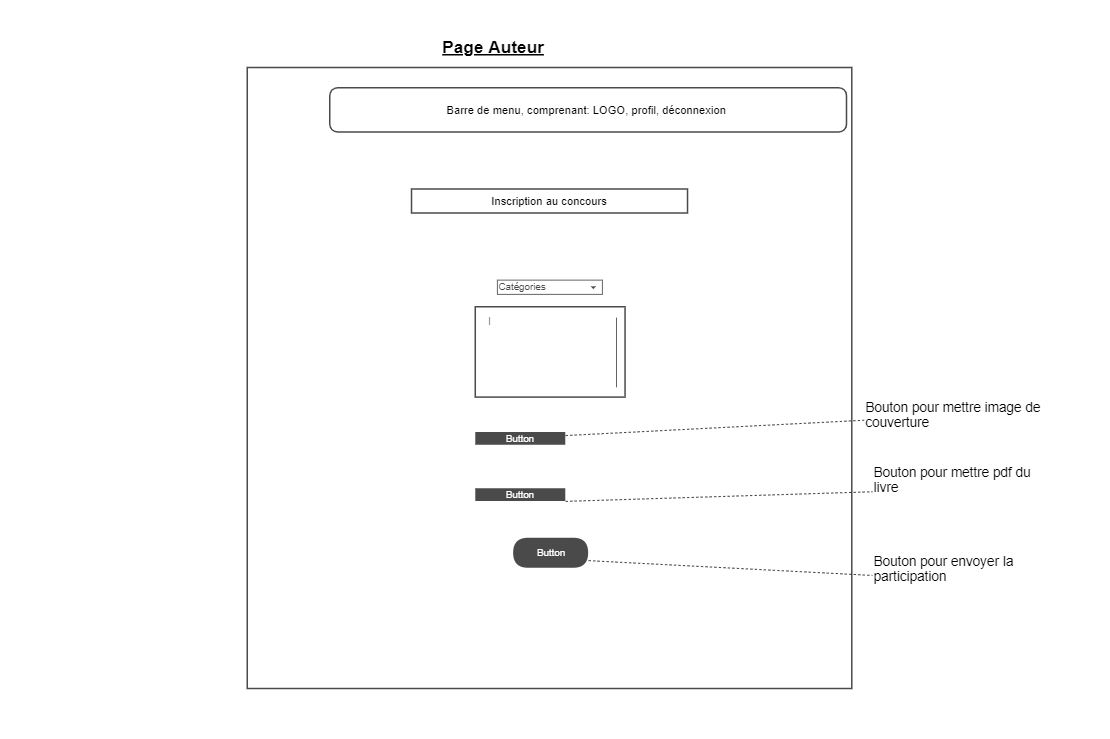 Page Auteur
Barre de menu, comprenant: LOGO, profil, déconnexion
Inscription au concours
Catégories
Bouton pour mettre image de
couverture
Button
Bouton pour mettre pdf du
livre
Button
Button
Bouton pour envoyer la
participation